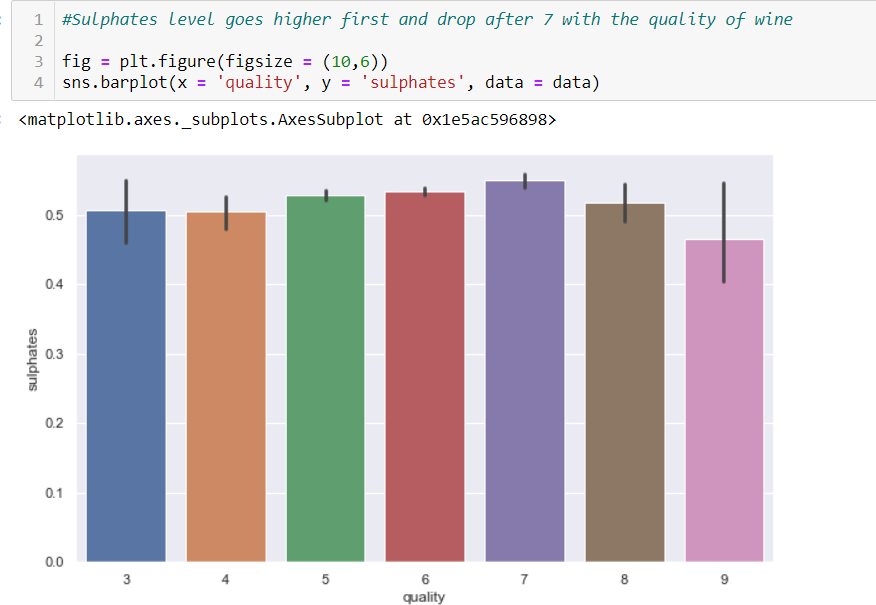 1 #Sulphates level goes higher first and drop after 7 with the quality of wine
2
3 fig = plt.figure(figsize = (10,6))
4 sns.barplot(x = 'quality', y = 'sulphates', data = data)
<matplotlib.axes._subplots.AxesSubplot at 0x1e5ac596898>
0.5
0.4
sulphates
0.3
0.2
0.1
0.0
3 4 5 6 7 8 9
quality